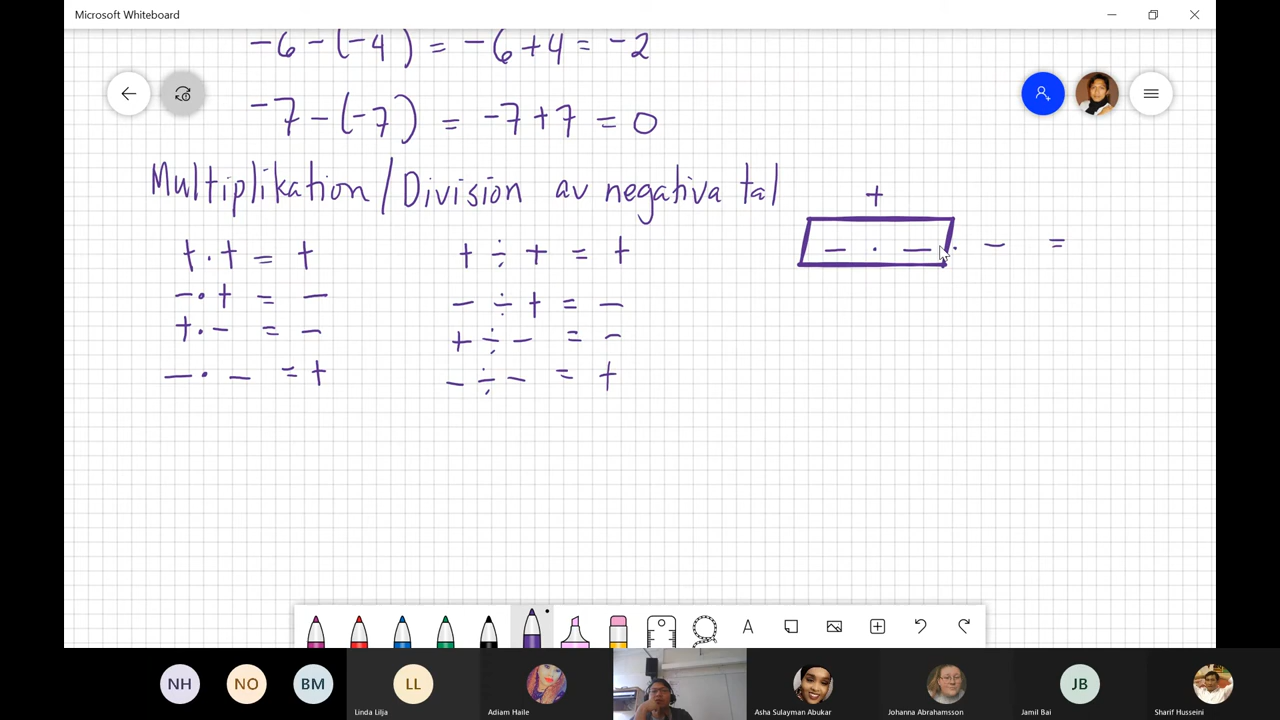 Microsoft Whiteboard
-6-(-4) = -6+4 = -2
-7-(-7) = -7+7 = 0
Multiplikation/Division av negativa tal
+
- · - · - =
+ · + = +
+ ÷ + = +
- · + = -
- ÷ + = -
+ · - = -
+ ÷ - = -
- · - = +
- ÷ - = +
A
NH
NO
BM
LL
JB
Linda Lilja
Adiam Haile
Asha Sulayman Abukar
Johanna Abrahamsson
Jamil Bai
Sharif Husseini